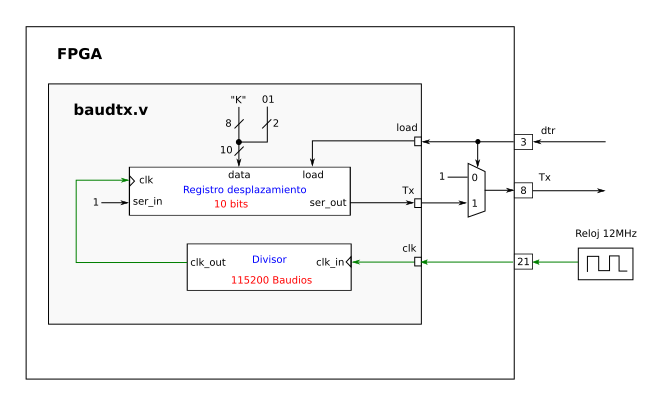 FPGA
baudtx.v
"K" 01
8 2
10
load
dtr
3
data load
clk
Registro desplazamiento
10 bits
1 ser_in
ser_out
Tx
1 0
1
8
Tx
clk
Reloj 12MHz
21
clk_out
Divisor
clk_in
115200 Baudios